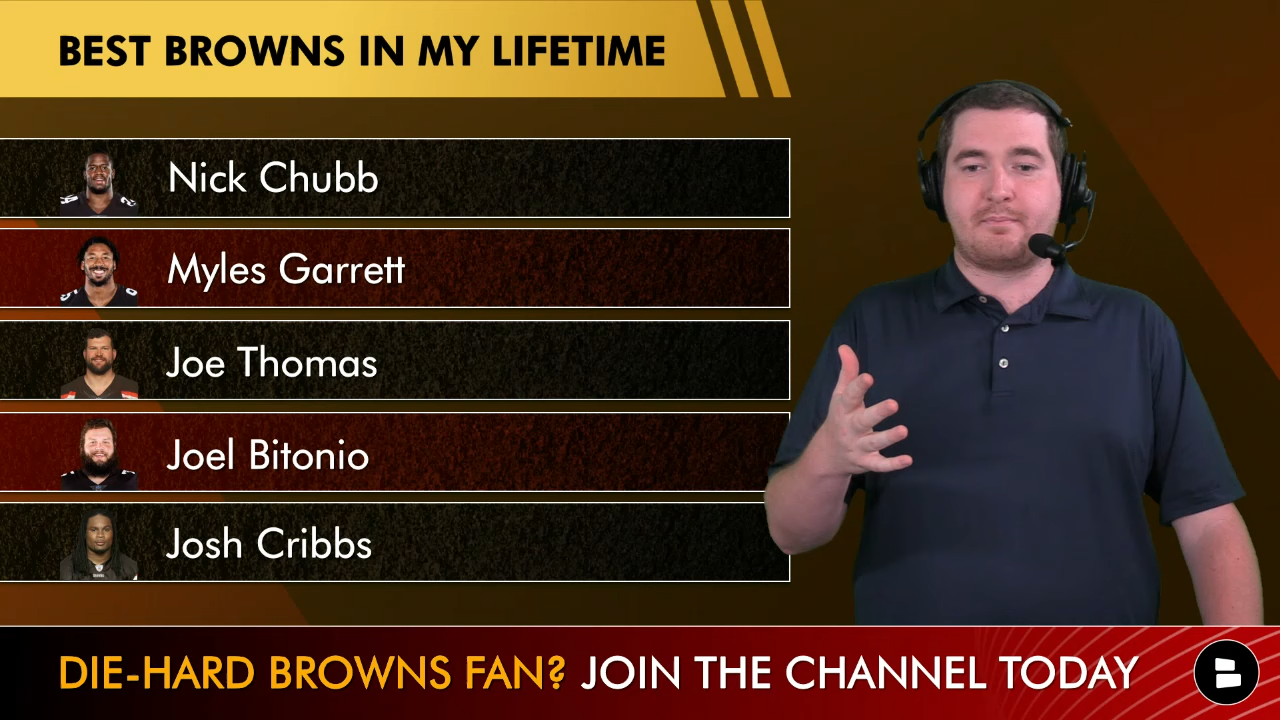 BEST BROWNS IN MY LIFETIME
Nick Chubb
Myles Garrett
Joe Thomas
Joel Bitonio
Josh Cribbs
DIE-HARD BROWNS FAN? JOIN THE CHANNEL TODAY